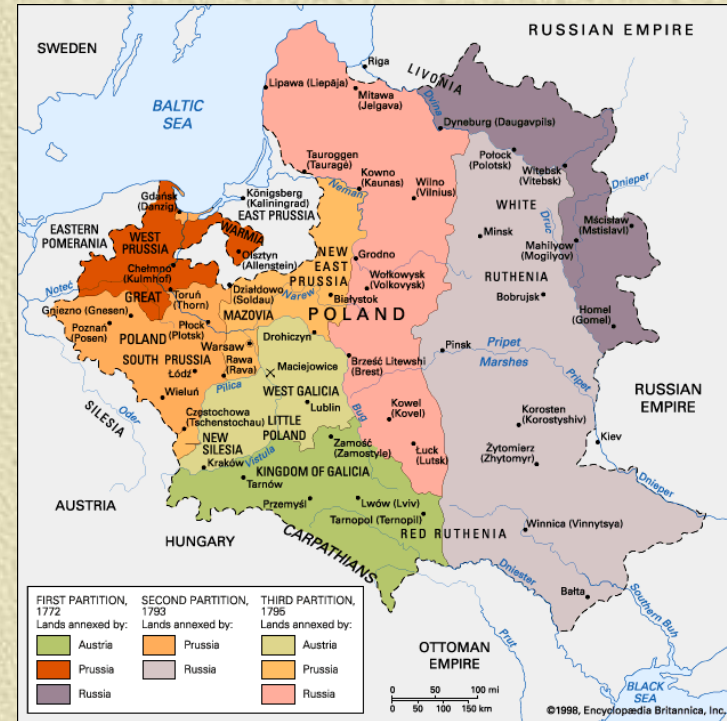 RUSSIAN EMPIRE
SWEDEN
Riga
LIVONIA
Lipawa (Liepāja)
Mitawa
(Jelgava)
BALTIC
SEA
Dvina
Dyneburg (Daugavpils)
Tauroggen
(Tauragė)
Połock
(Polotsk)
Kowno
(Kaunas)
Wilno
(Vilnius)
Witebsk
(Vitebsk)
Dnieper
Königsberg
(Kaliningrad)
Neman
Gdańsk
(Danzig)
EAST PRUSSIA
WHITE
Druc
Mścisław
(Mstislavl)
EASTERN
POMERANIA
WEST
PRUSSIA
WARMIA
Minsk
Mahilyow
(Mogilyov)
Olsztyn
(Allenstein)
NEW
EAST
PRUSSIA
Grodno
Chełmno
(Kulmhof)
Wołkowysk
(Volkovysk)
RUTHENIA
Noteć
GREAT
Toruń
(Thorn)
Działdowo
(Soldau)
Narew
Białystok
Bobrujsk
Gniezno (Gnesen)
MAZOVIA
POLAND
Homel
(Gomel)
Poznań
(Posen)
Płock
(Plotsk)
POLAND
Drohiczyn
SOUTH PRUSSIA
Warsaw
Pinsk
Pripet
Marshes
Łódź
Rawa
(Rava)
Maciejowice
Brześć Litewski
(Brest)
Pripet
Wieluń
Pilica
WEST GALICIA
RUSSIAN
EMPIRE
SILESIA
Oder
Lublin
Bug
Kowel
(Kovel)
Korosten
(Korostyshiv)
Częstochowa
(Tschenstochau)
LITTLE
POLAND
Kiev
NEW
SILESIA
Zamość
(Zamostyle)
Łuck
(Lutsk)
Żytomierz
(Zhytomyr)
Kraków
Vistula
KINGDOM OF GALICIA
Tarnów
Dnieper
AUSTRIA
Przemyśl
Lwów (Lviv)
Tarnopol (Ternopil)
Winnica (Vinnytsya)
HUNGARY
CARPATHIANS
RED RUTHENIA
Dniester
Bałta
Southern Buh
Prut
OTTOMAN
EMPIRE
BLACK
SEA
FIRST PARTITION,
1772
Lands annexed by:
Austria
Prussia
Russia
SECOND PARTITION,
1793
Lands annexed by:
Prussia
Russia
THIRD PARTITION,
1795
Lands annexed by:
Austria
Prussia
Russia
0 50 100 mi
0 50 100 150 km
©1998, Encyclopædia Britannica, Inc.